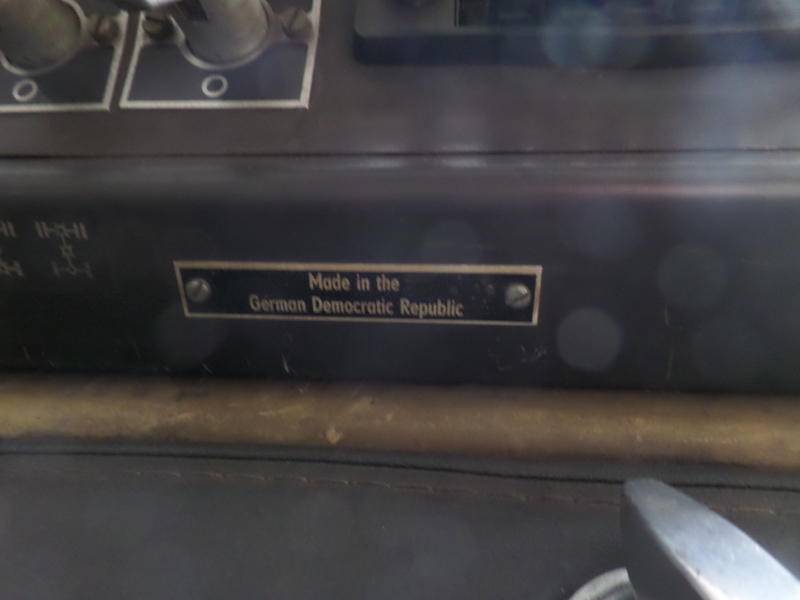 Made in the
German Democratic Republic